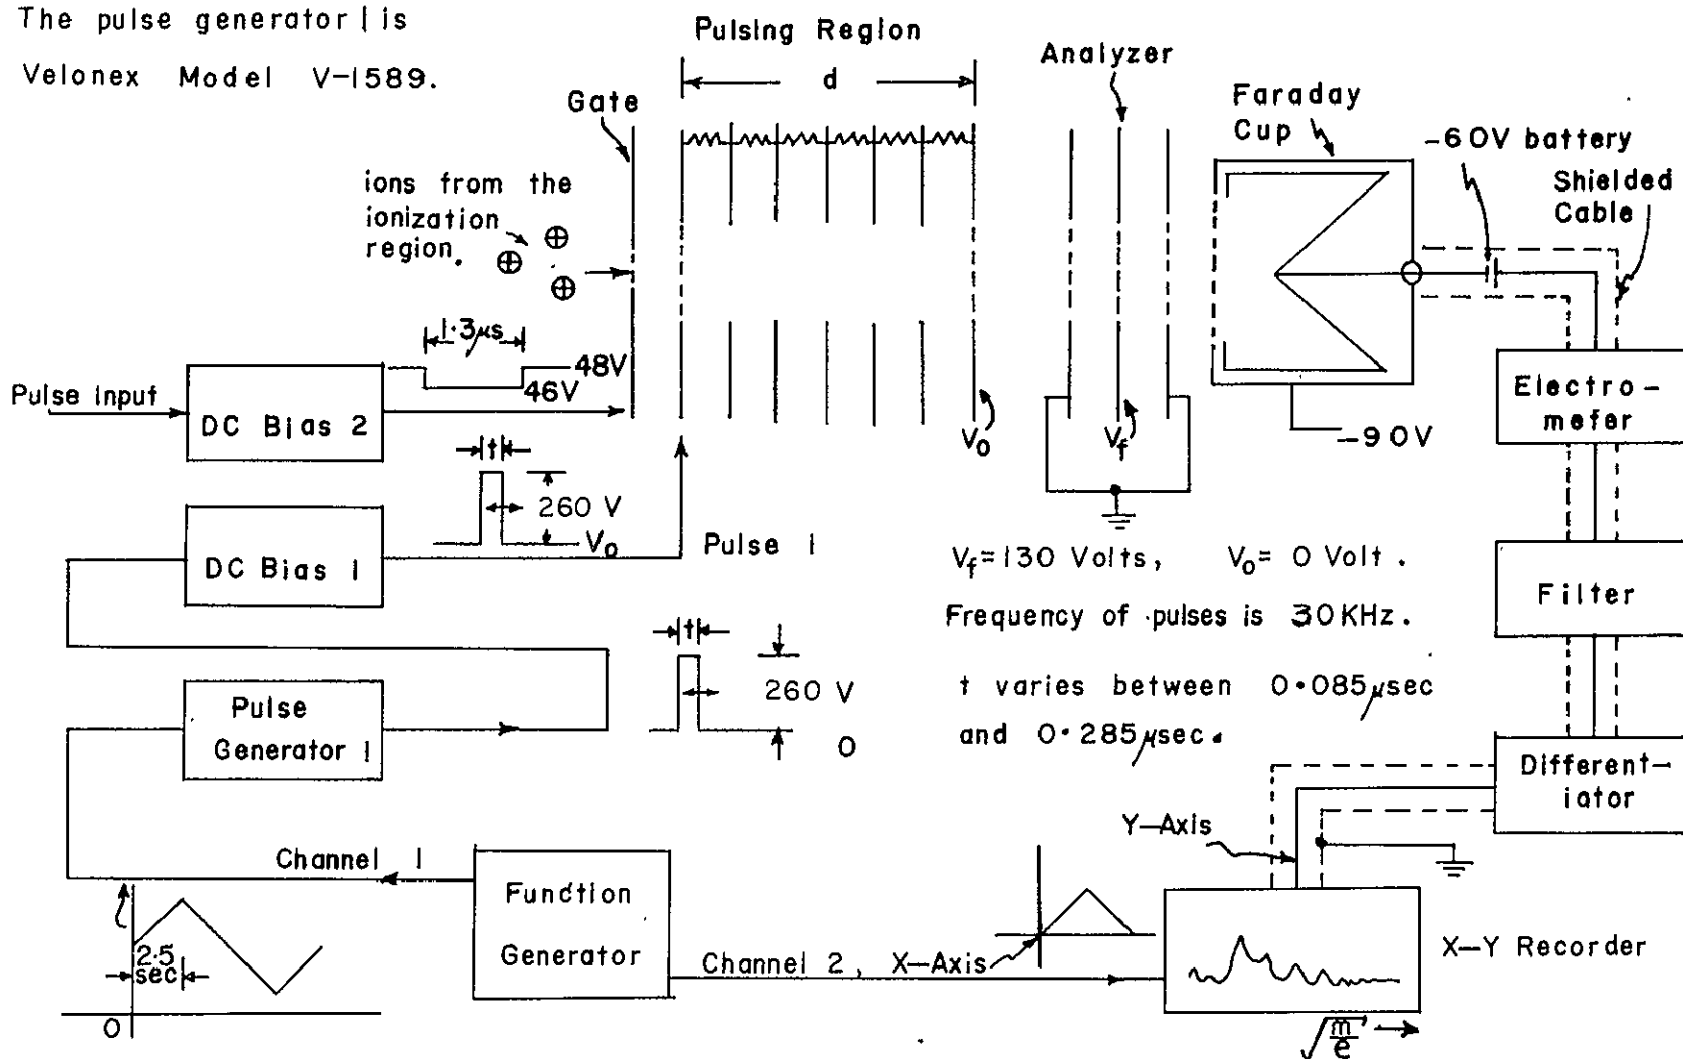 The pulse generator 1 is
Velonex Model V-1589.
Pulsing Region
d
Gate
Analyzer
Faraday
Cup
-60V battery
Shielded
Cable
ions from the
ionization
region.
⊕
⊕
⊕
1.3μs
48V
46V
Pulse Input
DC Bias 2
V₀
V_f
-90V
Electro-
mefer
t
260 V
V₀
DC Bias 1
Pulse 1
V_f=130 Volts, V₀= 0 Volt.
Frequency of pulses is 30KHz.
t varies between 0.085μsec
and 0.285μsec.
Filter
t
260 V
0
Pulse
Generator 1
Different-
iator
Y-Axis
Channel 1
Function
Generator
2.5
sec
0
Channel 2, X-Axis
X-Y Recorder
√m/e